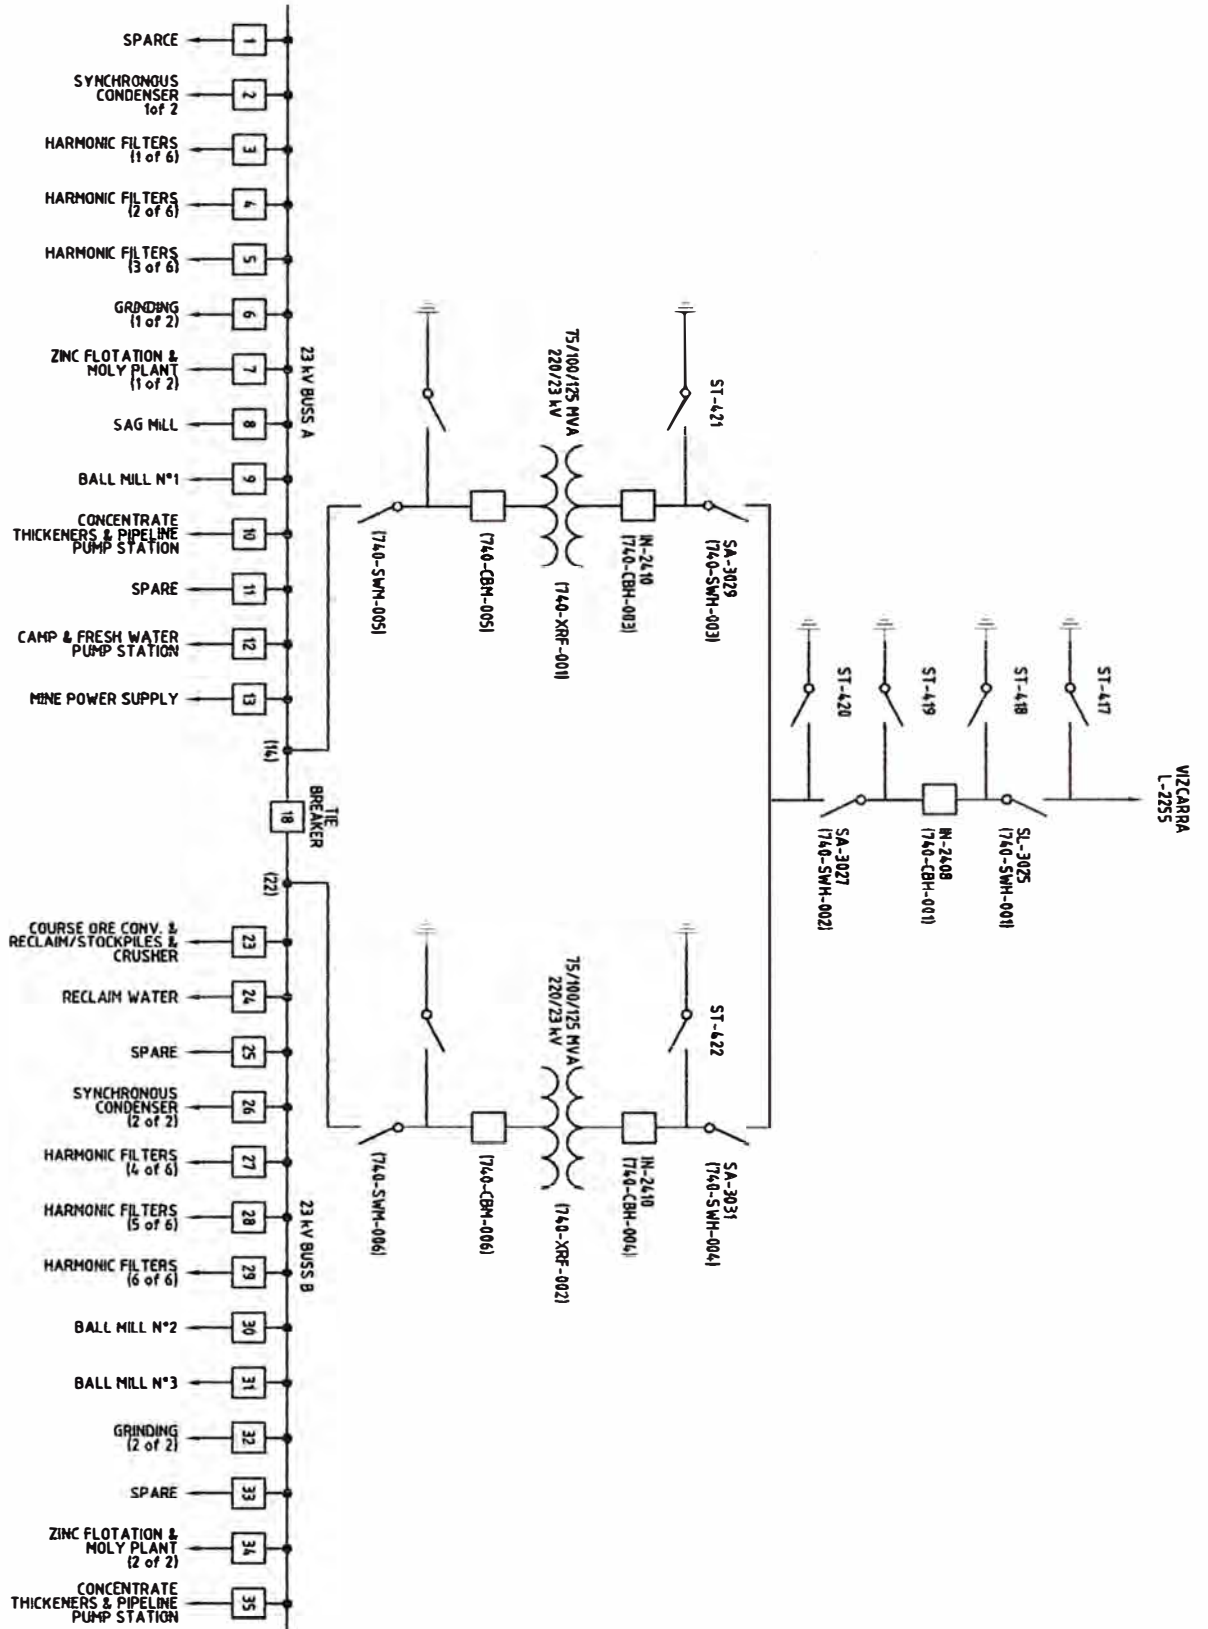 SPARCE
1
SYNCHRONOUS
CONDENSER
1of 2
2
HARMONIC FILTERS
(1 of 6)
3
HARMONIC FILTERS
(2 of 6)
4
HARMONIC FILTERS
(3 of 6)
5
GRINDING
(1 of 2)
6
ZINC FLOTATION &
MOLY PLANT
(1 of 2)
7
SAG MILL
8
BALL MILL N°1
9
CONCENTRATE
THICKENERS & PIPELINE
PUMP STATION
10
SPARE
11
CAMP & FRESH WATER
PUMP STATION
12
MINE POWER SUPPLY
13
(14)
TIE
BREAKER
18
(22)
COURSE ORE CONV. &
RECLAIM/STOCKPILES &
CRUSHER
23
RECLAIM WATER
24
SPARE
25
SYNCHRONOUS
CONDENSER
(2 of 2)
26
HARMONIC FILTERS
(4 of 6)
27
HARMONIC FILTERS
(5 of 6)
28
HARMONIC FILTERS
(6 of 6)
29
BALL MILL N°2
30
BALL MILL N°3
31
GRINDING
(2 of 2)
32
SPARE
33
ZINC FLOTATION &
MOLY PLANT
(2 of 2)
34
CONCENTRATE
THICKENERS & PIPELINE
PUMP STATION
35
23 kV BUSS A
23 kV BUSS B
(740-SWM-005)
(740-CBM-005)
75/100/125 MVA
220/23 kV
(740-XRF-001)
IN-2410
(740-CBH-003)
ST-421
SA-3029
(740-SWH-003)
(740-SWM-006)
(740-CBM-006)
75/100/125 MVA
220/23 kV
(740-XRF-002)
IN-2410
(740-CBH-004)
ST-422
SA-3031
(740-SWH-004)
ST-420
ST-419
ST-418
ST-417
SA-3027
(740-SWH-002)
IN-2408
(740-CBH-001)
SL-3025
(740-SWH-001)
VIZCARRA
L-2255